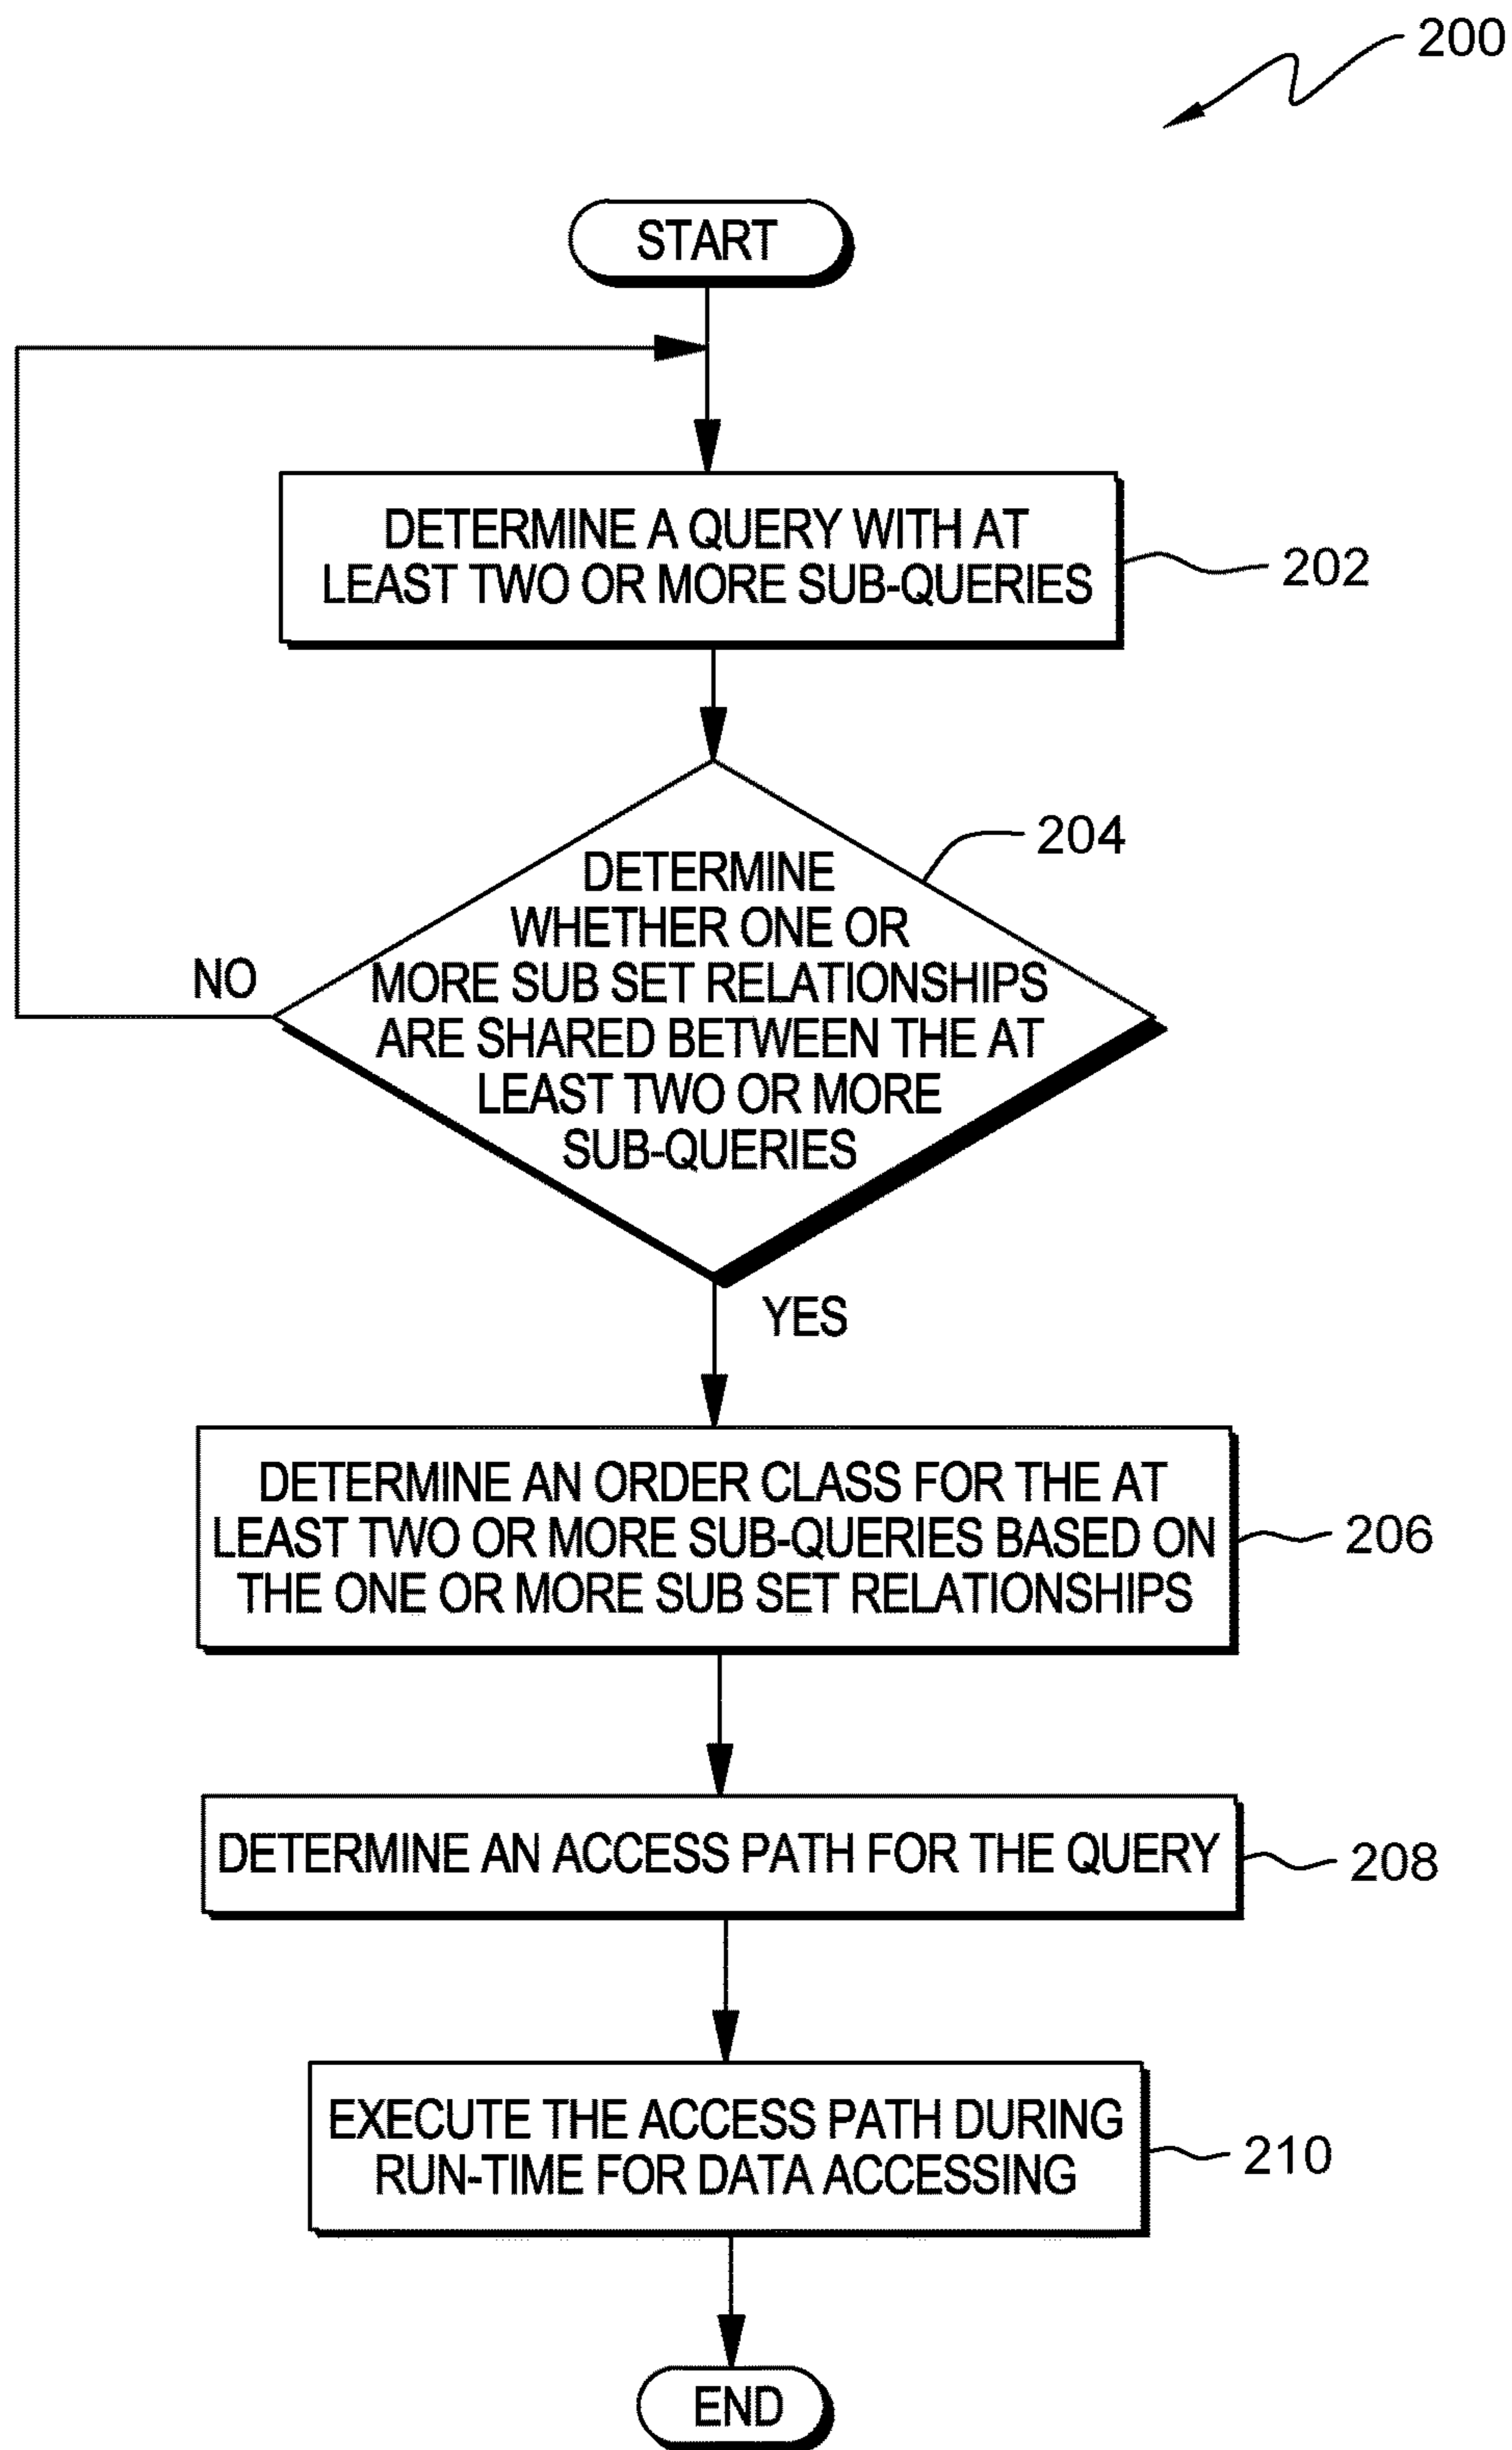 200
START
DETERMINE A QUERY WITH AT
LEAST TWO OR MORE SUB-QUERIES
202
204
DETERMINE
WHETHER ONE OR
MORE SUB SET RELATIONSHIPS
ARE SHARED BETWEEN THE AT
LEAST TWO OR MORE
SUB-QUERIES
NO
YES
DETERMINE AN ORDER CLASS FOR THE AT
LEAST TWO OR MORE SUB-QUERIES BASED ON
THE ONE OR MORE SUB SET RELATIONSHIPS
206
DETERMINE AN ACCESS PATH FOR THE QUERY
208
EXECUTE THE ACCESS PATH DURING
RUN-TIME FOR DATA ACCESSING
210
END